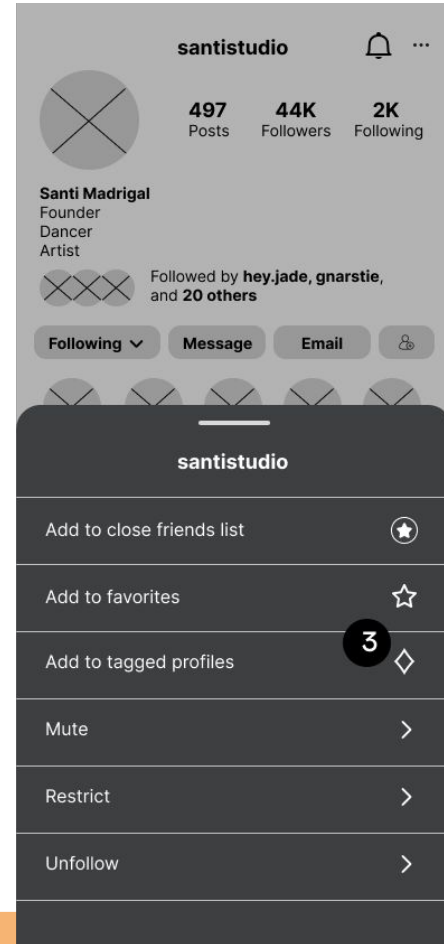 santistudio
497 44K 2K
Posts Followers Following
Santi Madrigal
Founder
Dancer
Artist
Followed by hey.jade, gnarstie,
and 20 others
Following Message Email
santistudio
Add to close friends list
Add to favorites
3
Add to tagged profiles
Mute
Restrict
Unfollow